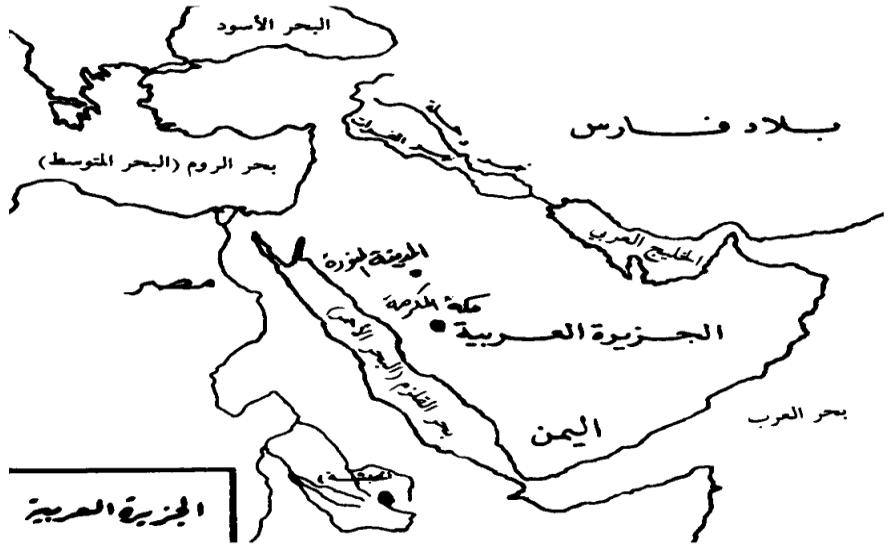 البحر الأسود
بحر الروم (البحر المتوسط)
بلاد فارس
نهر دجلة
نهر الفرات
الخليج العربي
المدينة المنورة
مصر
مكة المكرمة
الجزيرة العربية
بحر القلزم (البحر الأحمر)
اليمن
بحر العرب
الحبشة
الجزيرة العربية